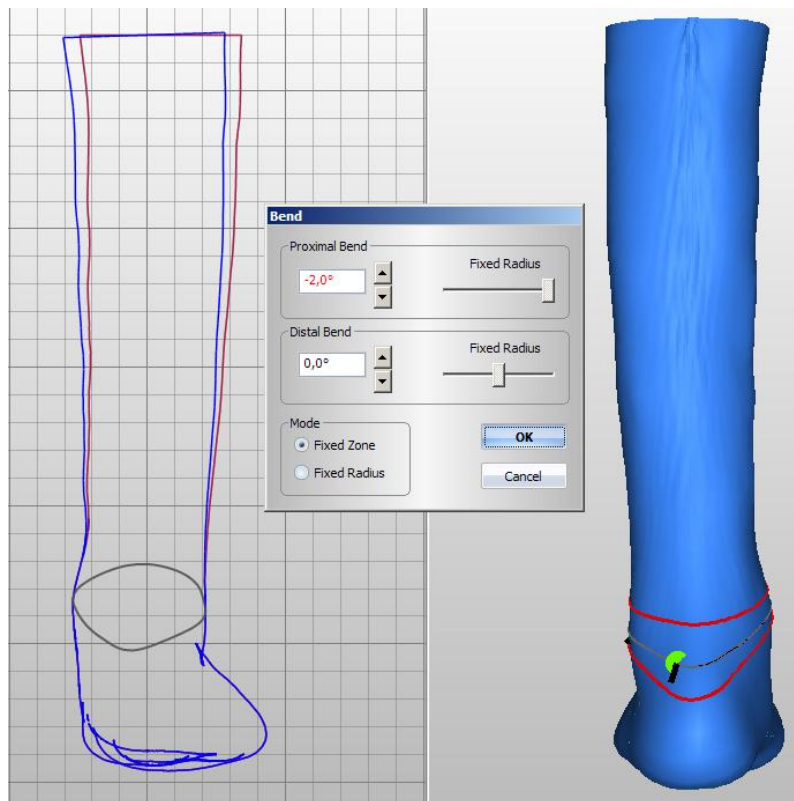 Bend
Proximal Bend
-2,0°
Fixed Radius
Distal Bend
0,0°
Fixed Radius
Mode
Fixed Zone
Fixed Radius
OK
Cancel